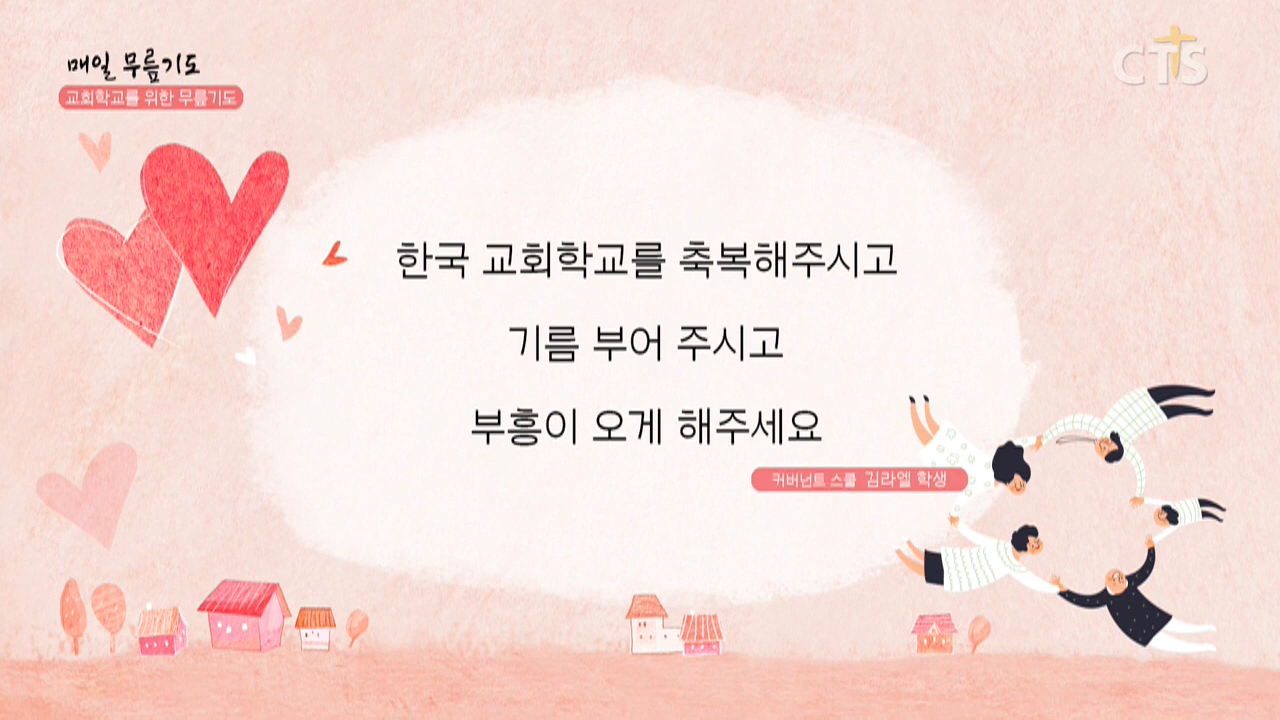 매일 무릎기도
교회학교를 위한 무릎기도
CTS
한국 교회학교를 축복해주시고
기름 부어 주시고
부흥이 오게 해주세요
커버넌트 스쿨 김라엘 학생